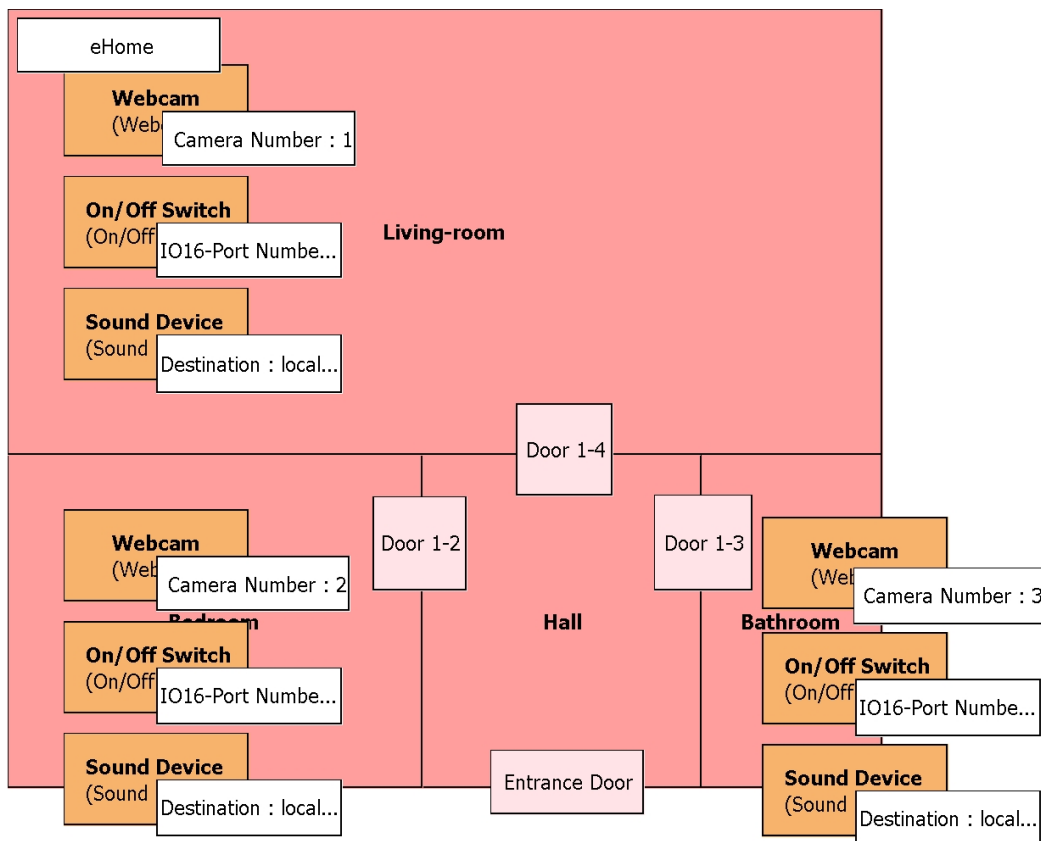 eHome
Webcam
(Web
Camera Number : 1
On/Off Switch
(On/Off
IO16-Port Numbe...
Living-room
Sound Device
(Sound
Destination : local...
Door 1-4
Webcam
(Web
Camera Number : 2
Bedroom
Door 1-2
Door 1-3
Webcam
(Web
Camera Number : 3
Hall
Bathroom
On/Off Switch
(On/Off
IO16-Port Numbe...
On/Off Switch
(On/Off
IO16-Port Numbe...
Sound Device
(Sound
Destination : local...
Entrance Door
Sound Device
(Sound
Destination : local...